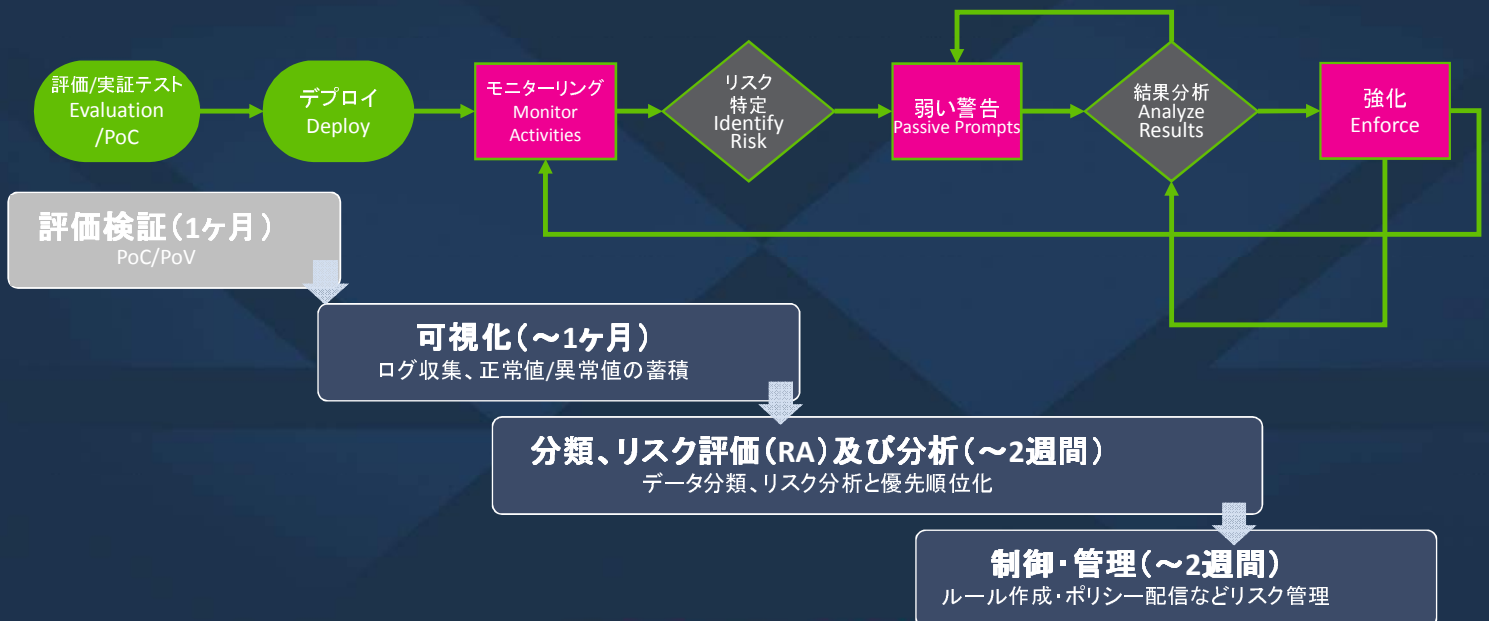 評価/実証テスト
Evaluation
/PoC
デプロイ
Deploy
モニターリング
Monitor
Activities
リスク
特定
Identify
Risk
弱い警告
Passive Prompts
結果分析
Analyze
Results
強化
Enforce
評価検証(1ヶ月)
PoC/PoV
可視化(～1ヶ月)
ログ収集、正常値/異常値の蓄積
分類、リスク評価(RA)及び分析(～2週間)
データ分類、リスク分析と優先順位化
制御・管理(～2週間)
ルール作成・ポリシー配信などリスク管理